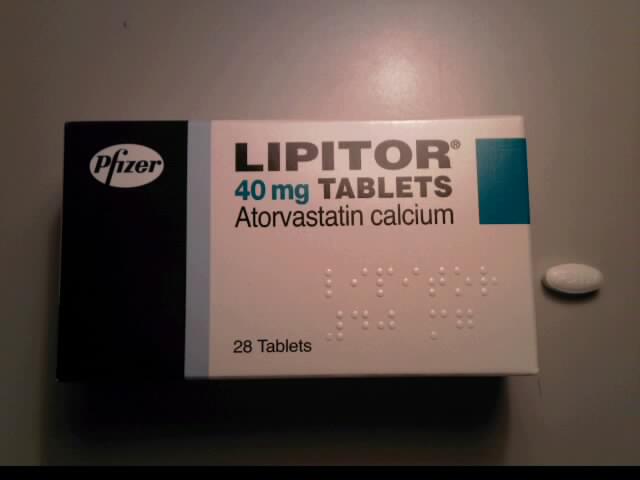 Pfizer
LIPITOR®
40 mg TABLETS
Atorvastatin calcium
28 Tablets